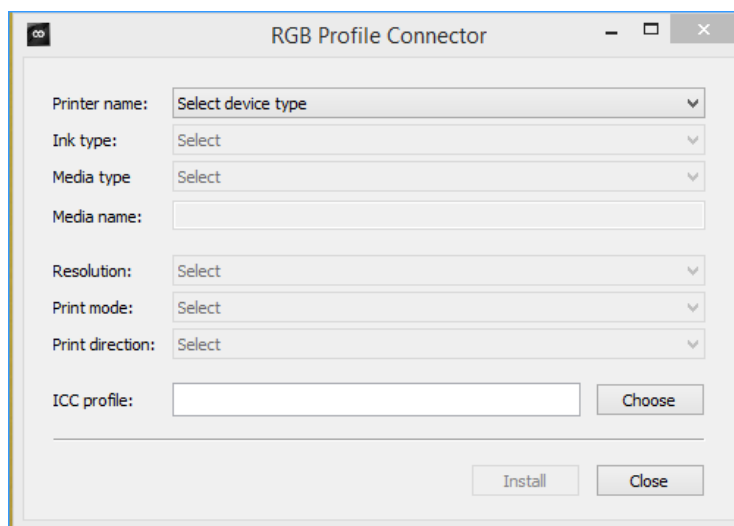 RGB Profile Connector
Printer name: Select device type
Ink type: Select
Media type Select
Media name:
Resolution: Select
Print mode: Select
Print direction: Select
ICC profile: Choose
Install Close